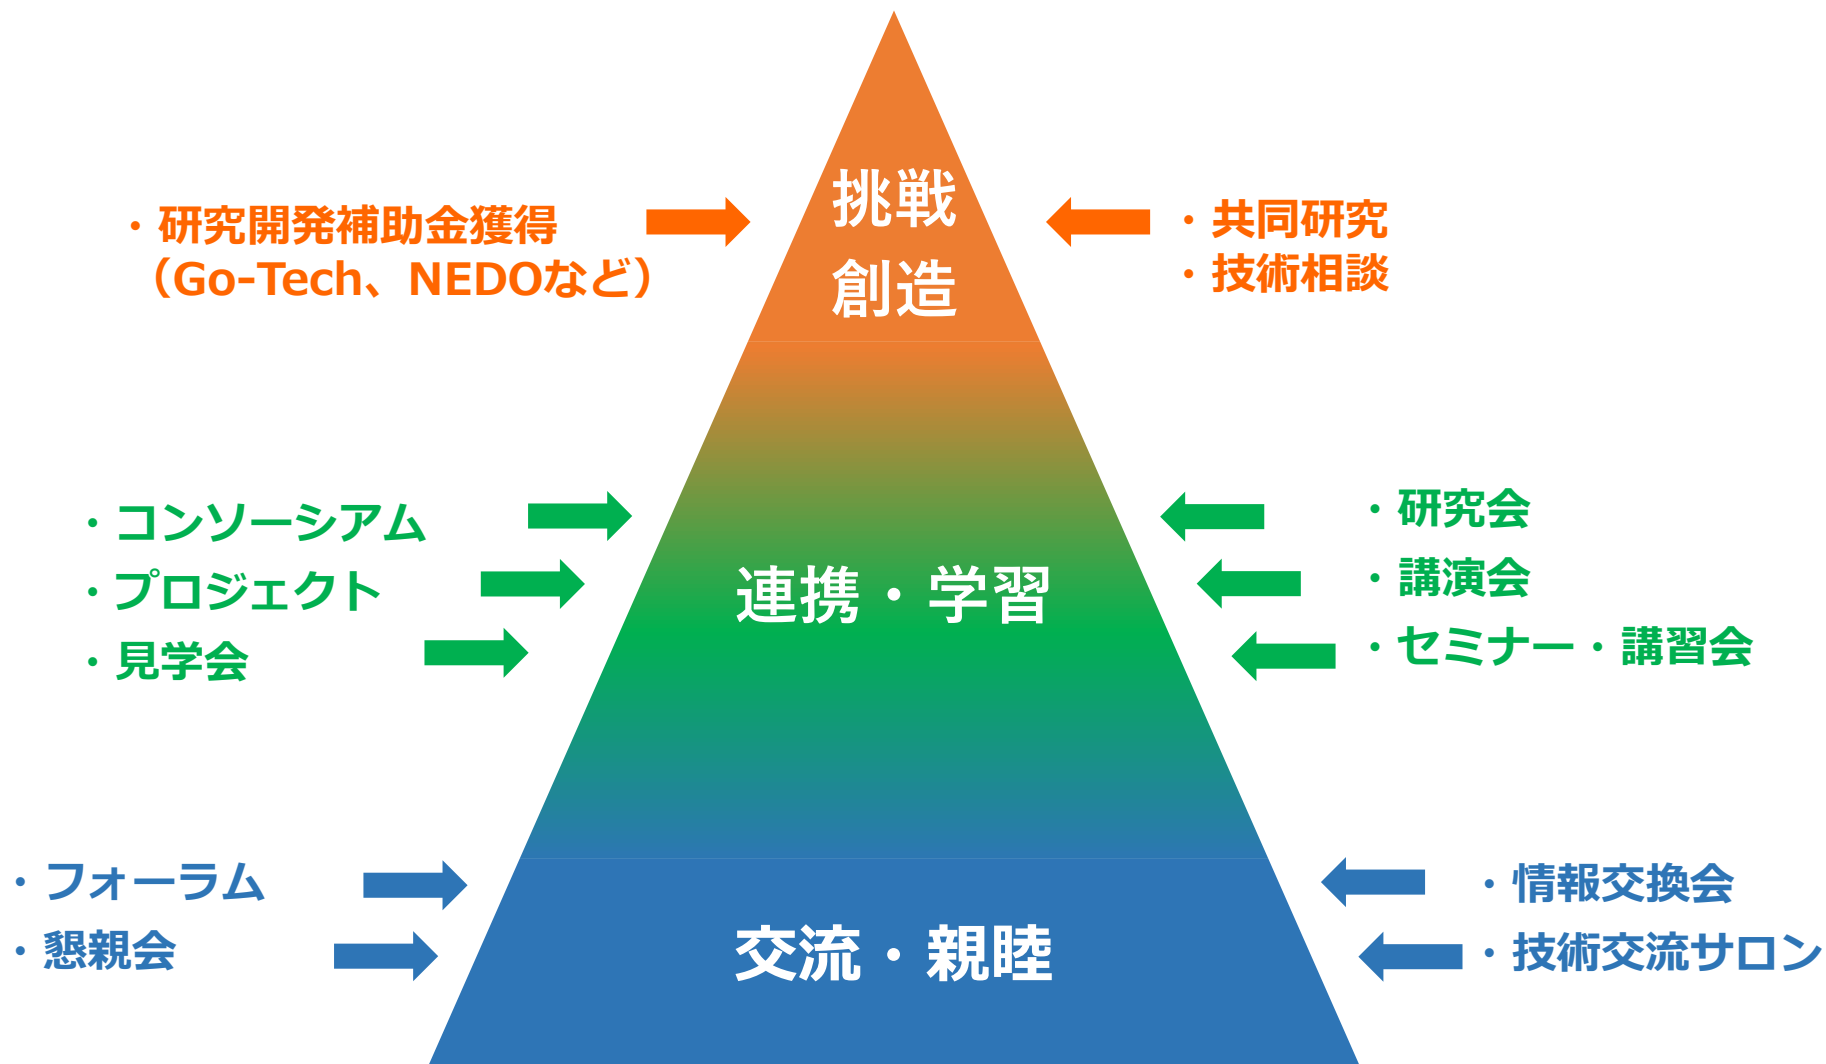 挑戦
創造
・研究開発補助金獲得
（Go-Tech、NEDOなど）
・共同研究
・技術相談
連携・学習
・コンソーシアム
・プロジェクト
・見学会
・研究会
・講演会
・セミナー・講習会
交流・親睦
・フォーラム
・懇親会
・情報交換会
・技術交流サロン